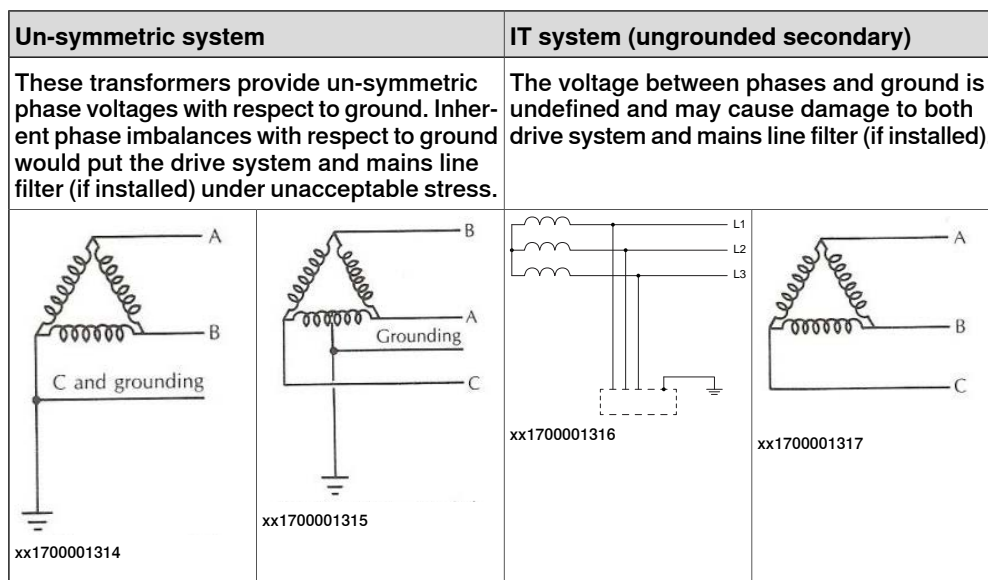 Un-symmetric system
IT system (ungrounded secondary)
These transformers provide un-symmetric
phase voltages with respect to ground. Inher-
ent phase imbalances with respect to ground
would put the drive system and mains line
filter (if installed) under unacceptable stress.
The voltage between phases and ground is
undefined and may cause damage to both
drive system and mains line filter (if installed).
A
B
C and grounding
xx1700001314
B
A
Grounding
C
xx1700001315
L1
L2
L3
xx1700001316
A
B
C
xx1700001317